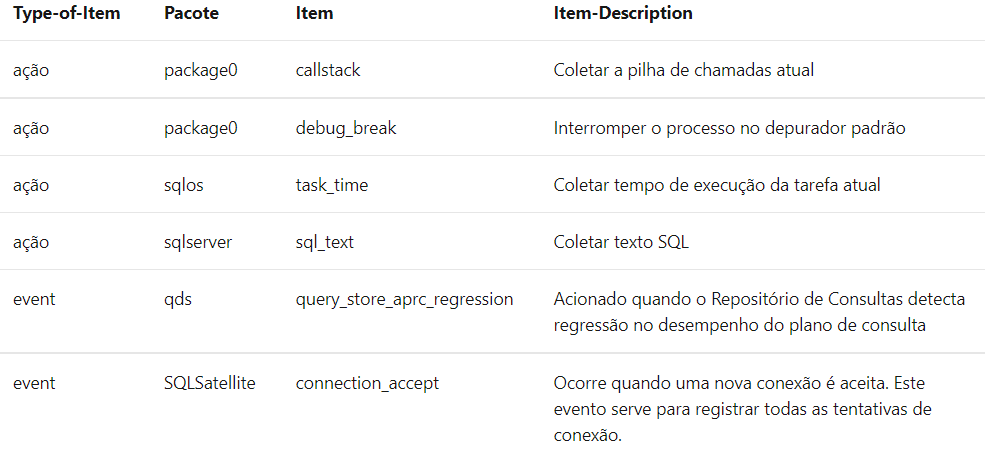 Type-of-Item Pacote Item Item-Description
ação package0 callstack Coletar a pilha de chamadas atual
ação package0 debug_break Interromper o processo no depurador padrão
ação sqlos task_time Coletar tempo de execução da tarefa atual
ação sqlserver sql_text Coletar texto SQL
event qds query_store_aprc_regression Acionado quando o Repositório de Consultas detecta
regressão no desempenho do plano de consulta
event SQLSatellite connection_accept Ocorre quando uma nova conexão é aceita. Este
evento serve para registrar todas as tentativas de
conexão.